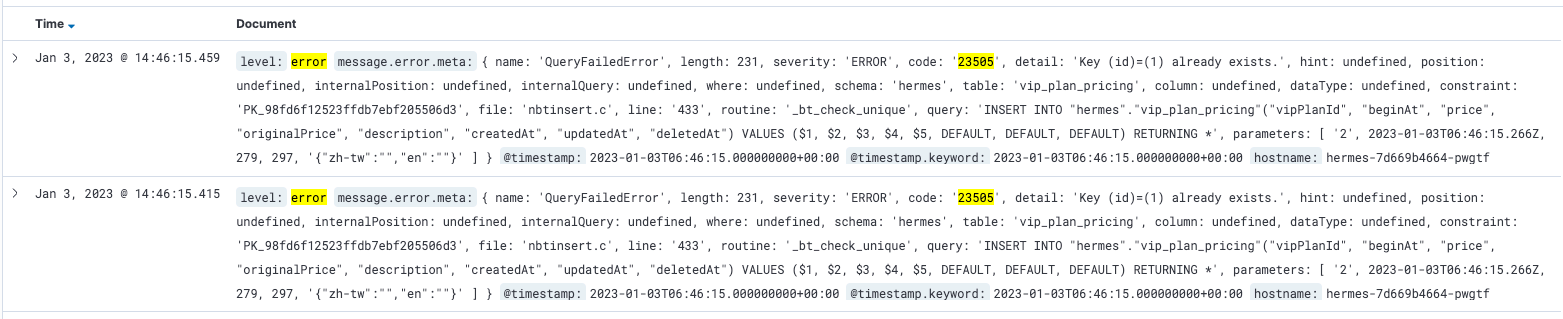 Time Document
Jan 3, 2023 @ 14:46:15.459 level: error message.error.meta: { name: 'QueryFailedError', length: 231, severity: 'ERROR', code: '23505', detail: 'Key (id)=(1) already exists.', hint: undefined, position:
undefined, internalPosition: undefined, internalQuery: undefined, where: undefined, schema: 'hermes', table: 'vip_plan_pricing', column: undefined, dataType: undefined, constraint:
'PK_98fd6f12523ffdb7ebf205506d3', file: 'nbtinsert.c', line: '433', routine: '_bt_check_unique', query: 'INSERT INTO "hermes"."vip_plan_pricing"("vipPlanId", "beginAt", "price",
"originalPrice", "description", "createdAt", "updatedAt", "deletedAt") VALUES ($1, $2, $3, $4, $5, DEFAULT, DEFAULT, DEFAULT) RETURNING *', parameters: [ '2', 2023-01-03T06:46:15.266Z,
279, 297, '{"zh-tw":"","en":""}' ] } @timestamp: 2023-01-03T06:46:15.000000000+00:00 @timestamp.keyword: 2023-01-03T06:46:15.000000000+00:00 hostname: hermes-7d669b4664-pwgtf
Jan 3, 2023 @ 14:46:15.415 level: error message.error.meta: { name: 'QueryFailedError', length: 231, severity: 'ERROR', code: '23505', detail: 'Key (id)=(1) already exists.', hint: undefined, position:
undefined, internalPosition: undefined, internalQuery: undefined, where: undefined, schema: 'hermes', table: 'vip_plan_pricing', column: undefined, dataType: undefined, constraint:
'PK_98fd6f12523ffdb7ebf205506d3', file: 'nbtinsert.c', line: '433', routine: '_bt_check_unique', query: 'INSERT INTO "hermes"."vip_plan_pricing"("vipPlanId", "beginAt", "price",
"originalPrice", "description", "createdAt", "updatedAt", "deletedAt") VALUES ($1, $2, $3, $4, $5, DEFAULT, DEFAULT, DEFAULT) RETURNING *', parameters: [ '2', 2023-01-03T06:46:15.266Z,
279, 297, '{"zh-tw":"","en":""}' ] } @timestamp: 2023-01-03T06:46:15.000000000+00:00 @timestamp.keyword: 2023-01-03T06:46:15.000000000+00:00 hostname: hermes-7d669b4664-pwgtf